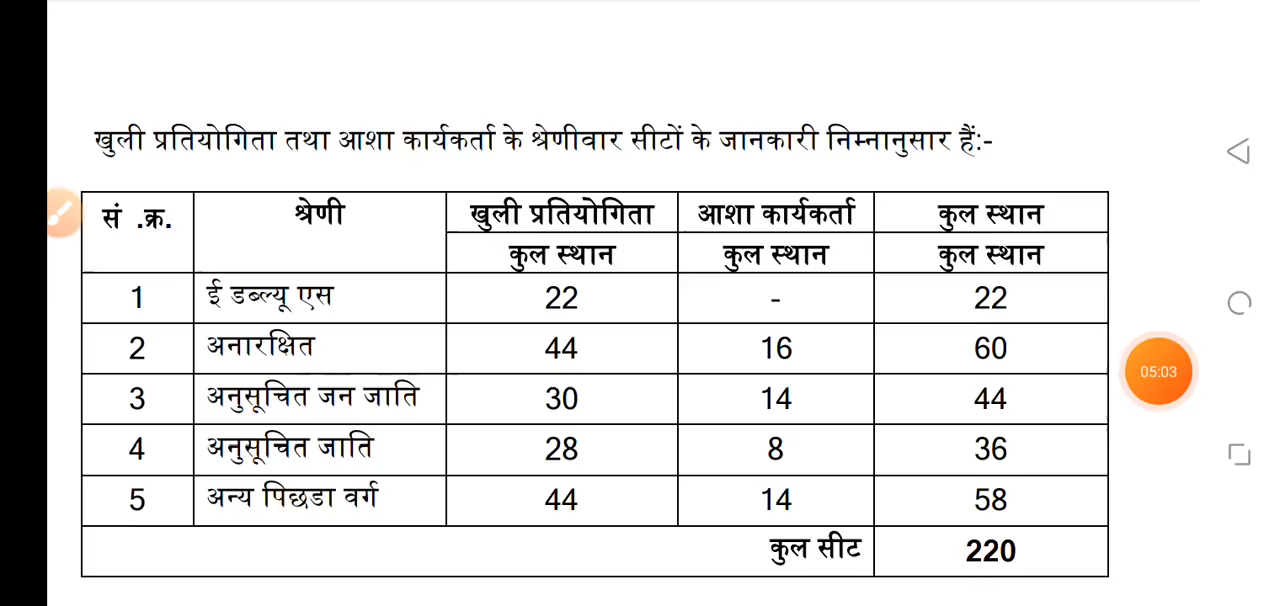 खुली प्रतियोगिता तथा आशा कार्यकर्ता के श्रेणीवार सीटों के जानकारी निम्नानुसार हैं:-
सं .क्र. श्रेणी खुली प्रतियोगिता आशा कार्यकर्ता कुल स्थान
कुल स्थान कुल स्थान कुल स्थान
1 ई डब्ल्यू एस 22 - 22
2 अनारक्षित 44 16 60
3 अनुसूचित जन जाति 30 14 44
4 अनुसूचित जाति 28 8 36
5 अन्य पिछडा वर्ग 44 14 58
कुल सीट 220
05:03